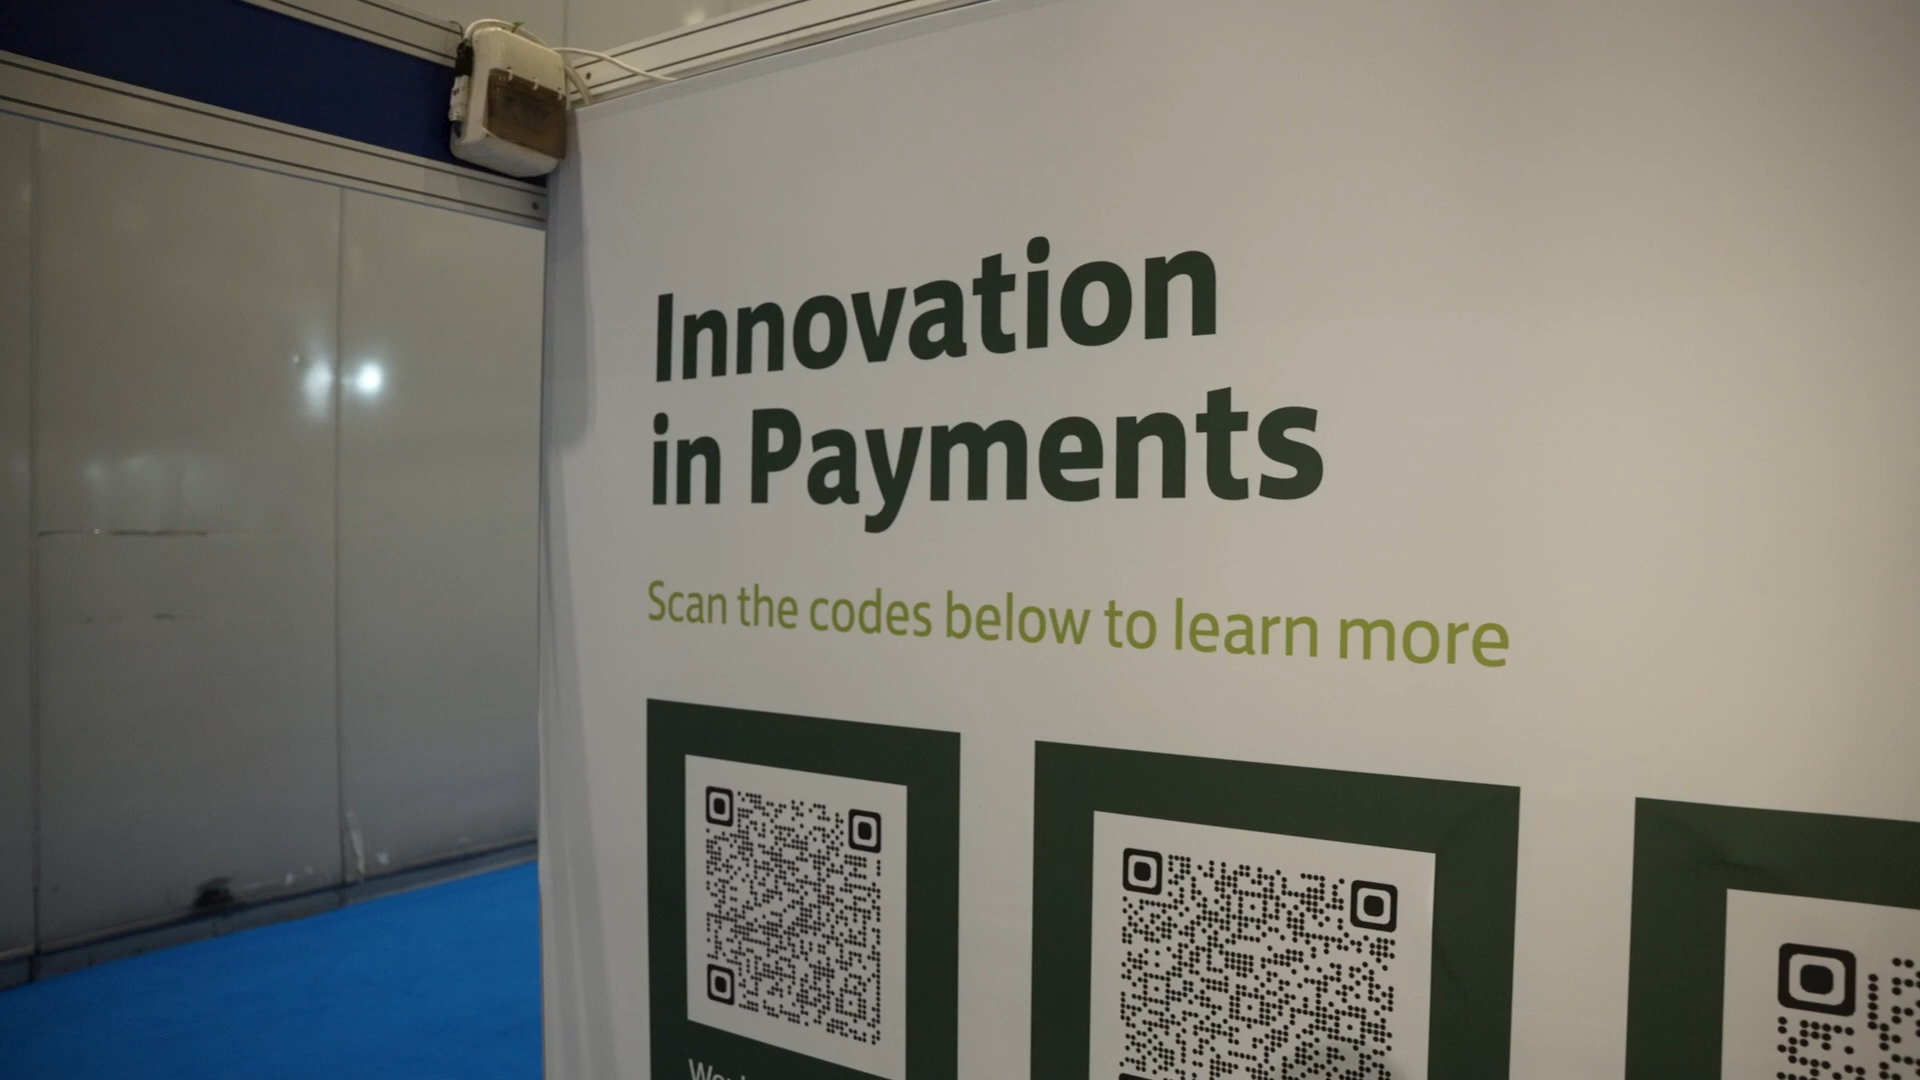 Innovation
in Payments
Scan the codes below to learn more